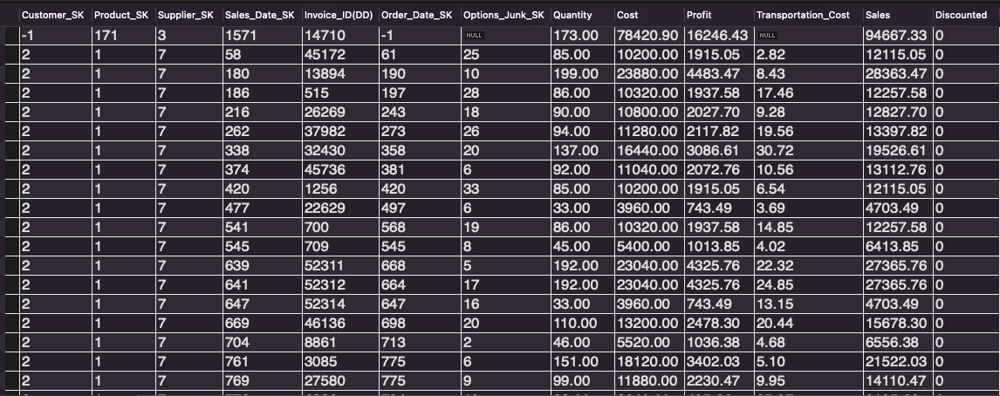 Customer_SK Product_SK Supplier_SK Sales_Date_SK Invoice_ID(DD) Order_Date_SK Options_Junk_SK Quantity Cost Profit Transportation_Cost Sales Discounted
-1 171 3 1571 14710 -1 NULL 173.00 78420.90 16246.43 NULL 94667.33 0
2 1 7 58 45172 61 25 85.00 10200.00 1915.05 2.82 12115.05 0
2 1 7 180 13894 190 10 199.00 23880.00 4483.47 8.43 28363.47 0
2 1 7 186 515 197 28 86.00 10320.00 1937.58 17.46 12257.58 0
2 1 7 216 26269 243 18 90.00 10800.00 2027.70 9.28 12827.70 0
2 1 7 262 37982 273 26 94.00 11280.00 2117.82 19.56 13397.82 0
2 1 7 338 32430 358 20 137.00 16440.00 3086.61 30.72 19526.61 0
2 1 7 374 45736 381 6 92.00 11040.00 2072.76 10.56 13112.76 0
2 1 7 420 1256 420 33 85.00 10200.00 1915.05 6.54 12115.05 0
2 1 7 477 22629 497 6 33.00 3960.00 743.49 3.69 4703.49 0
2 1 7 541 700 568 19 86.00 10320.00 1937.58 14.85 12257.58 0
2 1 7 545 709 545 8 45.00 5400.00 1013.85 4.02 6413.85 0
2 1 7 639 52311 668 5 192.00 23040.00 4325.76 22.32 27365.76 0
2 1 7 641 52312 664 17 192.00 23040.00 4325.76 24.85 27365.76 0
2 1 7 647 52314 647 16 33.00 3960.00 743.49 13.15 4703.49 0
2 1 7 669 46136 698 20 110.00 13200.00 2478.30 20.44 15678.30 0
2 1 7 704 8861 713 2 46.00 5520.00 1036.38 4.68 6556.38 0
2 1 7 761 3085 775 6 151.00 18120.00 3402.03 5.10 21522.03 0
2 1 7 769 27580 775 9 99.00 11880.00 2230.47 9.95 14110.47 0